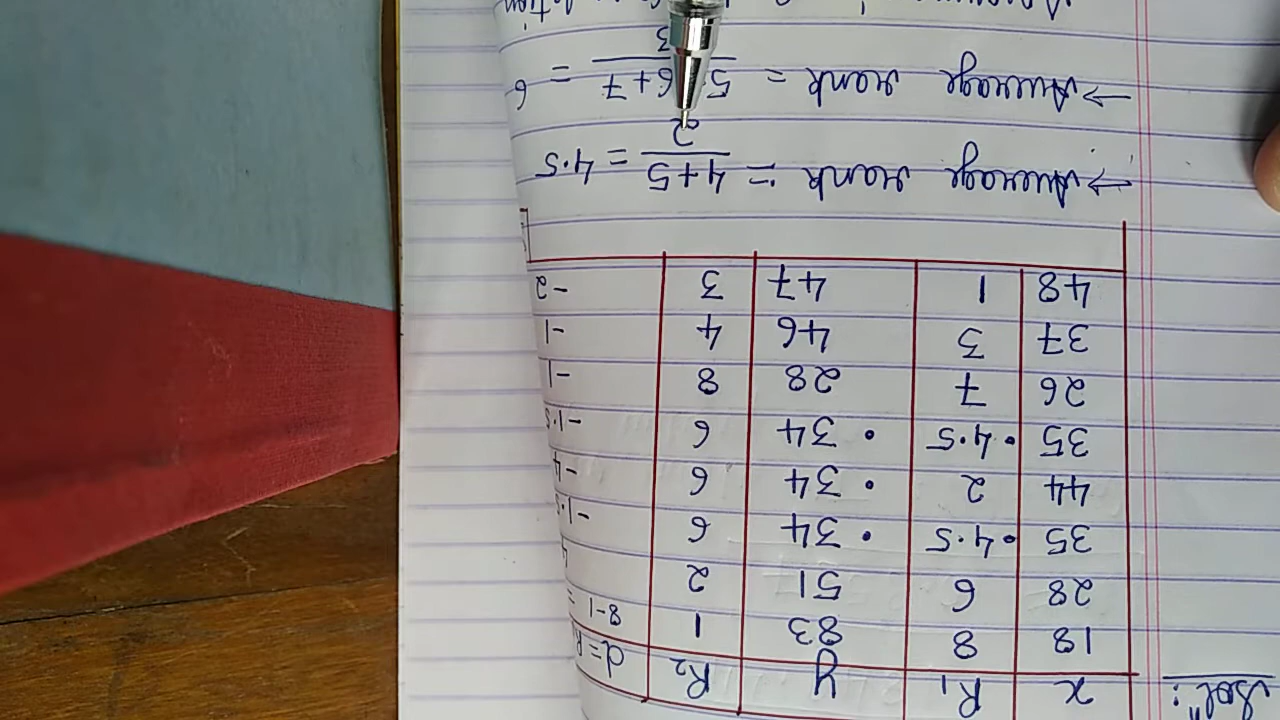 Solⁿ:
x R₁ y R₂ d=R
18 8 83 1 8-1 =
28 6 51 2 4
35 •4.5 •34 6 -1.5
44 2 •34 6 -4
35 •4.5 •34 6 -1.5
26 7 28 8 -1
37 3 46 4 -1
48 1 47 3 -2
→ Average rank = 4+5/2 = 4.5
→ Average rank = 5 6+7/3 = 6